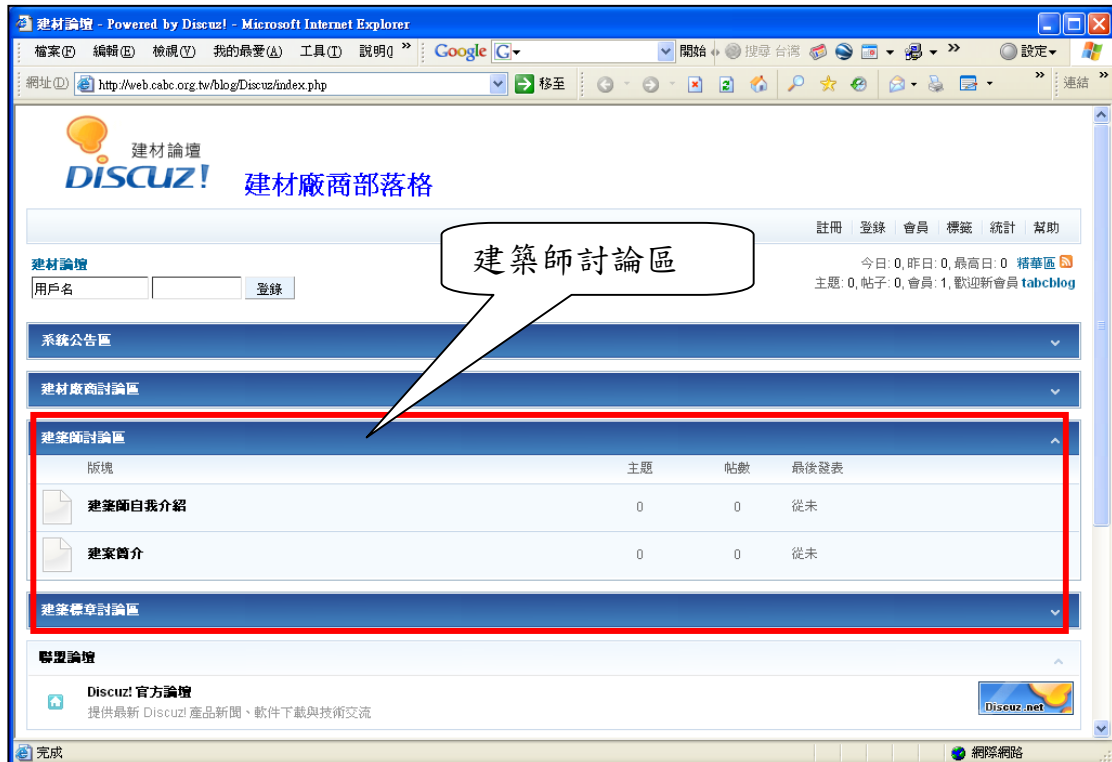 建材論壇 - Powered by Discuz! - Microsoft Internet Explorer
檔案(F) 編輯(E) 檢視(V) 我的最愛(A) 工具(T) 說明( » Google G 開始 搜尋 台灣 » 設定
網址(D) http://web.cabc.org.tw/blog/Discuz/index.php 移至 » 連結 »
建材論壇
DISCUZ! 建材廠商部落格
註冊 登錄 會員 標籤 統計 幫助
建築師討論區
建材論壇 今日: 0, 昨日: 0, 最高日: 0 精華區
用戶名 登錄 主題: 0, 帖子: 0, 會員: 1, 歡迎新會員 tabcblog
系統公告區
建材廠商討論區
建築師討論區
版塊 主題 帖數 最後發表
建築師自我介紹 0 0 從未
建案簡介 0 0 從未
建築標章討論區
聯盟論壇
Discuz! 官方論壇
提供最新 Discuz! 產品新聞、軟件下載與技術交流
Discuz.net
完成 網際網路